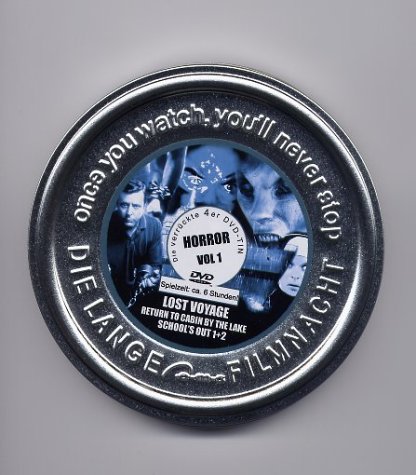 once you watch, you'll never stop
Die verrückte 4er DVD-TIN
HORROR
VOL 1
DVD
Spielzeit: ca. 6 Stunden!
LOST VOYAGE
RETURN TO CABIN BY THE LAKE
SCHOOL'S OUT 1+2
DIE LANGE
FILMNACHT